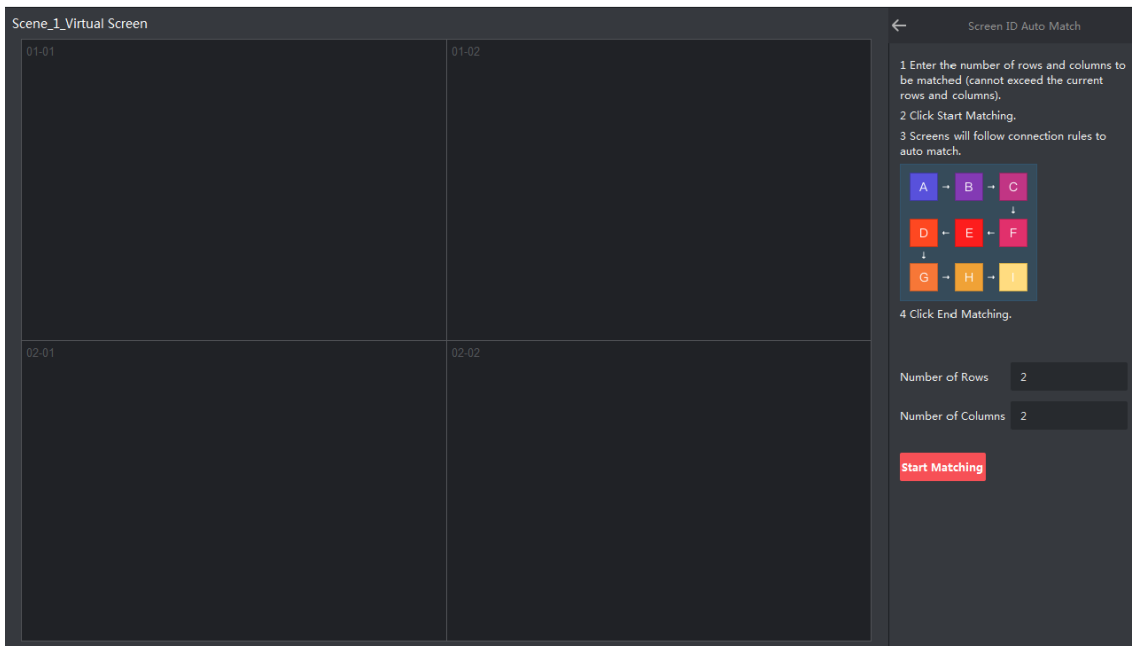 Scene_1_Virtual Screen
01-01
01-02
02-01
02-02
Screen ID Auto Match
1 Enter the number of rows and columns to
be matched (cannot exceed the current
rows and columns).
2 Click Start Matching.
3 Screens will follow connection rules to
auto match.
A → B → C
↓
D ← E ← F
↓
G → H → I
4 Click End Matching.
Number of Rows 2
Number of Columns 2
Start Matching